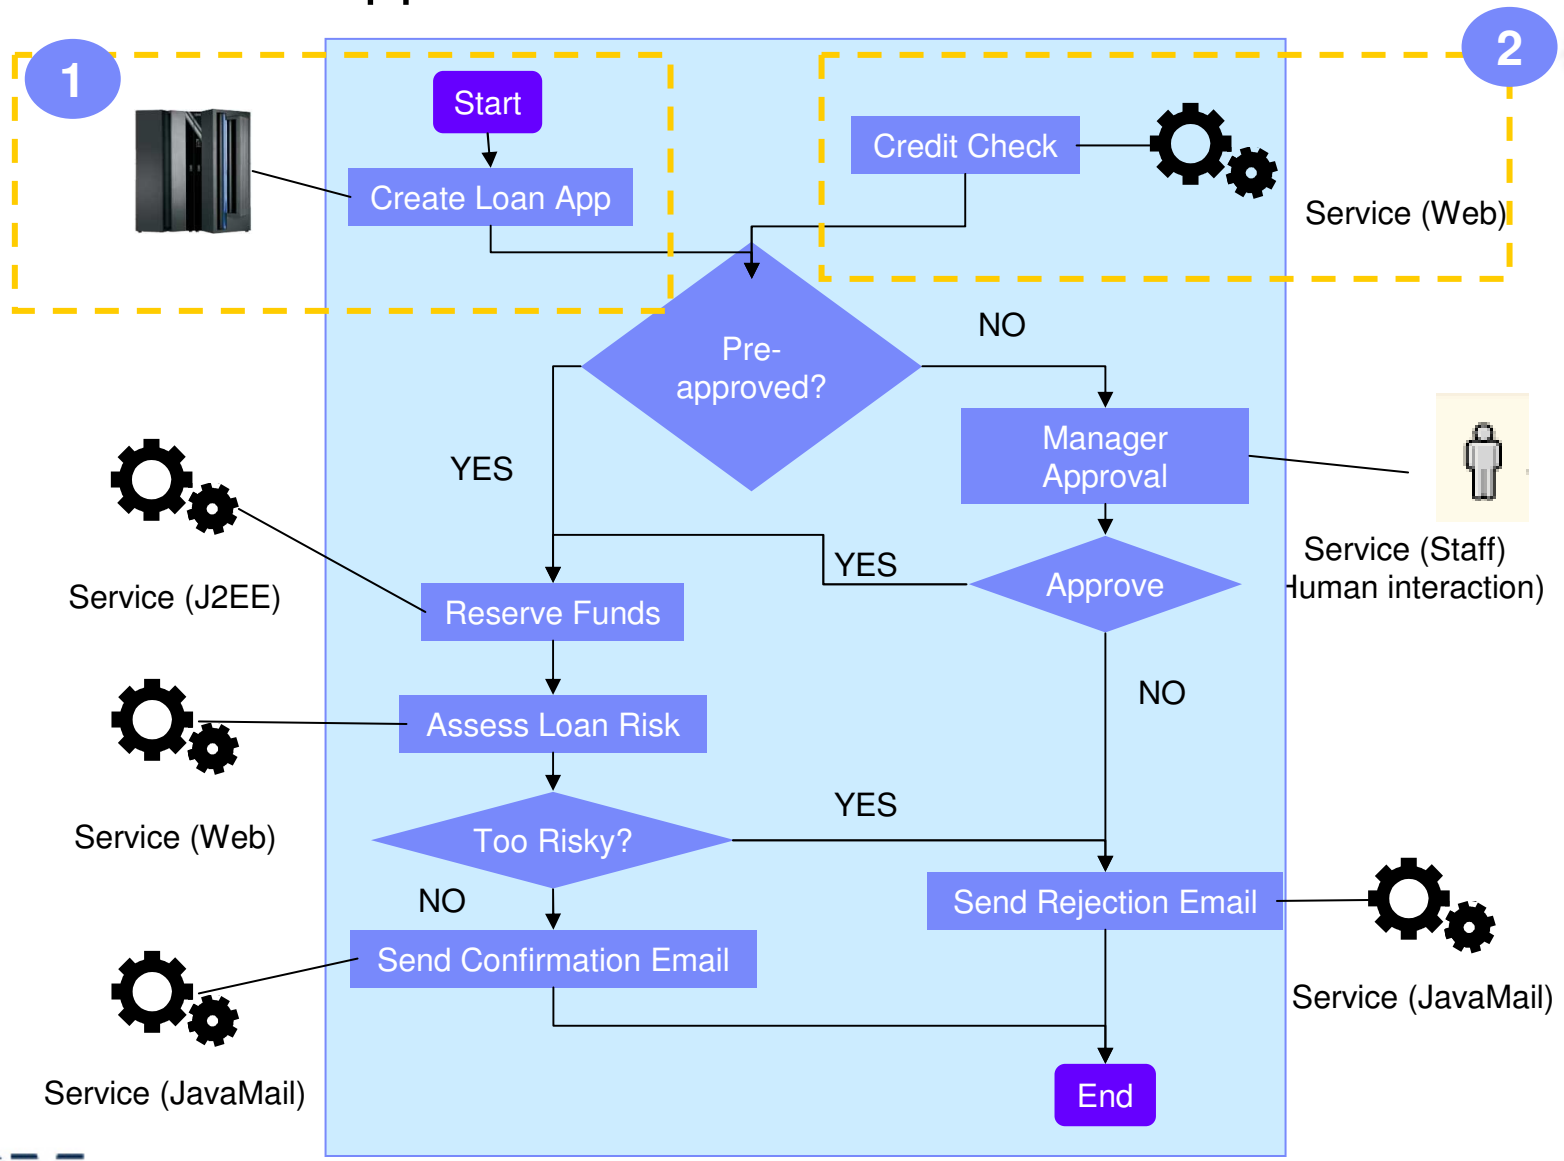 1
2
Start
Credit Check
Create Loan App
Service (Web)
NO
Pre-
approved?
Manager
Approval
YES
Service (Staff)
Human interaction)
YES
Approve
Service (J2EE)
Reserve Funds
NO
Assess Loan Risk
YES
Service (Web)
Too Risky?
NO
Send Rejection Email
Send Confirmation Email
Service (JavaMail)
Service (JavaMail)
End